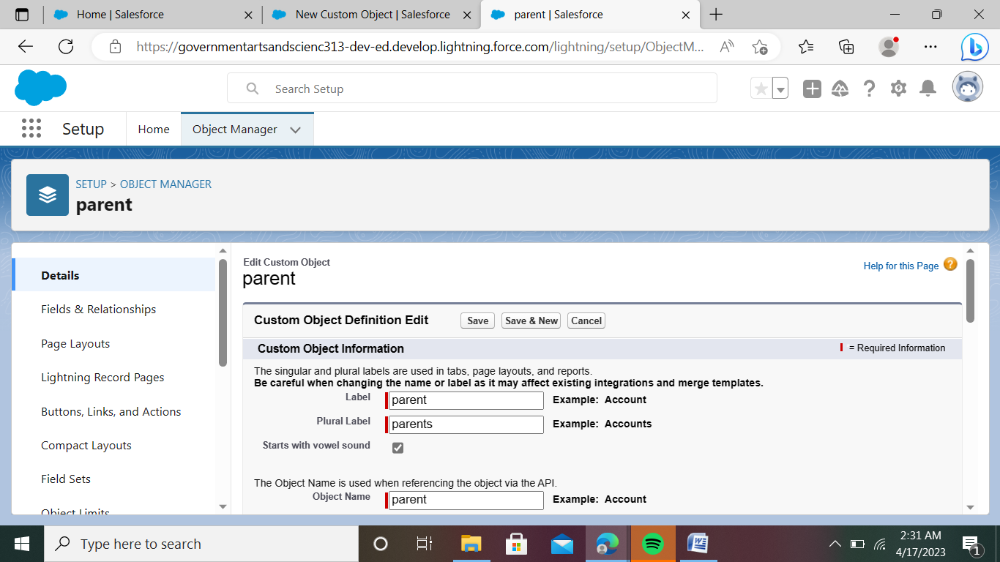 Home | Salesforce
New Custom Object | Salesforce
parent | Salesforce
https://governmentartsandscienc313-dev-ed.develop.lightning.force.com/lightning/setup/ObjectM...
Search Setup
Setup
Home
Object Manager
SETUP > OBJECT MANAGER
parent
Details
Fields & Relationships
Page Layouts
Lightning Record Pages
Buttons, Links, and Actions
Compact Layouts
Field Sets
Object Limits
Edit Custom Object
parent
Help for this Page
Custom Object Definition Edit
Save
Save & New
Cancel
Custom Object Information
= Required Information
The singular and plural labels are used in tabs, page layouts, and reports.
Be careful when changing the name or label as it may affect existing integrations and merge templates.
Label parent Example: Account
Plural Label parents Example: Accounts
Starts with vowel sound
The Object Name is used when referencing the object via the API.
Object Name parent Example: Account
Type here to search
2:31 AM
4/17/2023
1